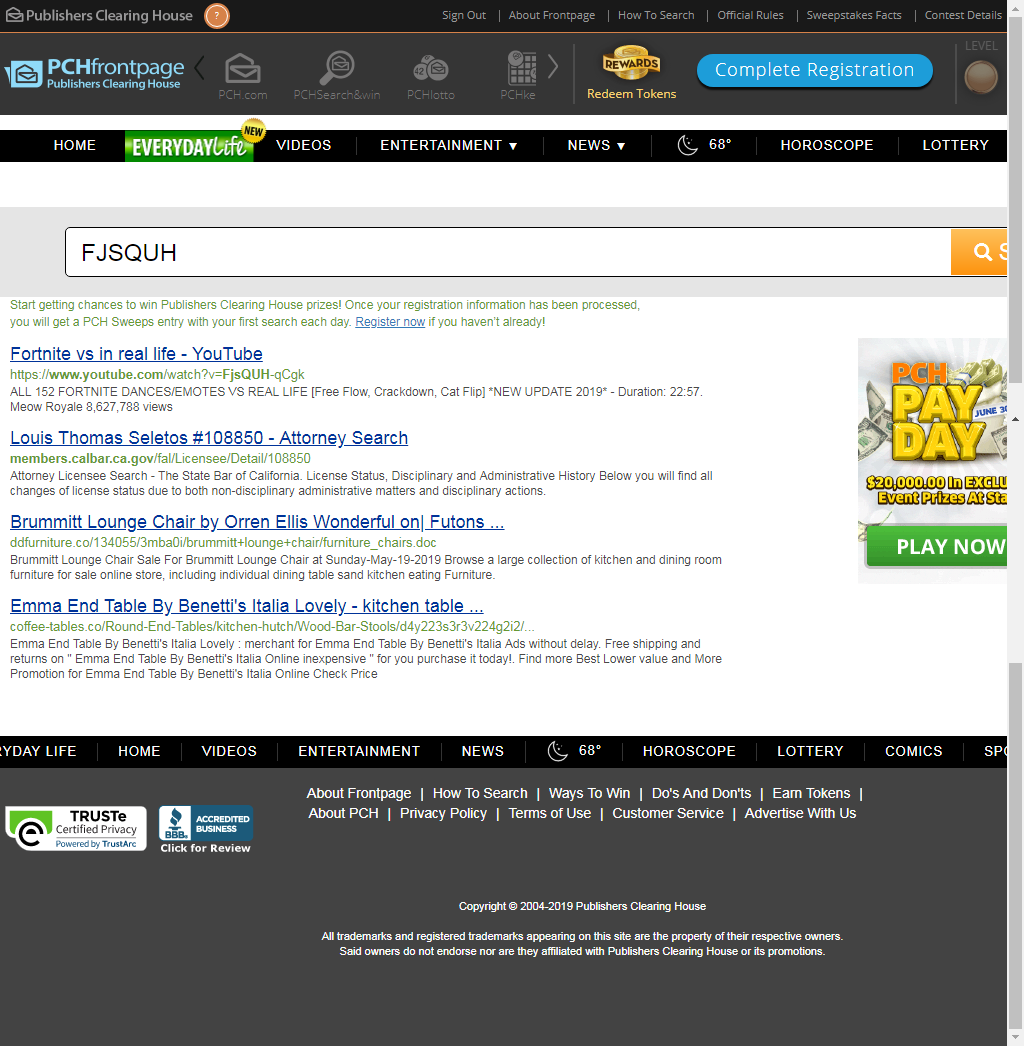 Publishers Clearing House ? Sign Out | About Frontpage | How To Search | Official Rules | Sweepstakes Facts | Contest Details
PCHfrontpage
Publishers Clearing House
PCH.com PCHSearch&win PCHlotto PCHke
REWARDS
Redeem Tokens
Complete Registration
LEVEL
HOME EVERYDAY Life NEW VIDEOS ENTERTAINMENT ▼ NEWS ▼ 68° HOROSCOPE LOTTERY
FJSQUH
Start getting chances to win Publishers Clearing House prizes! Once your registration information has been processed,
you will get a PCH Sweeps entry with your first search each day. Register now if you haven't already!
Fortnite vs in real life - YouTube
https://www.youtube.com/watch?v=FjsQUH-qCgk
ALL 152 FORTNITE DANCES/EMOTES VS REAL LIFE [Free Flow, Crackdown, Cat Flip] *NEW UPDATE 2019* - Duration: 22:57.
Meow Royale 8,627,788 views
Louis Thomas Seletos #108850 - Attorney Search
members.calbar.ca.gov/fal/Licensee/Detail/108850
Attorney Licensee Search - The State Bar of California. License Status, Disciplinary and Administrative History Below you will find all
changes of license status due to both non-disciplinary administrative matters and disciplinary actions.
Brummitt Lounge Chair by Orren Ellis Wonderful on| Futons ...
ddfurniture.co/134055/3mba0i/brummitt+lounge+chair/furniture_chairs.doc
Brummitt Lounge Chair Sale For Brummitt Lounge Chair at Sunday-May-19-2019 Browse a large collection of kitchen and dining room
furniture for sale online store, including individual dining table sand kitchen eating Furniture.
Emma End Table By Benetti's Italia Lovely - kitchen table ...
coffee-tables.co/Round-End-Tables/kitchen-hutch/Wood-Bar-Stools/d4y223s3r3v224g2i2/...
Emma End Table By Benetti's Italia Lovely : merchant for Emma End Table By Benetti's Italia Ads without delay. Free shipping and
returns on " Emma End Table By Benetti's Italia Online inexpensive " for you purchase it today!. Find more Best Lower value and More
Promotion for Emma End Table By Benetti's Italia Online Check Price
PCH
PAY
DAY
JUNE 30
$20,000.00 In EXCLU
Event Prizes At Sta
PLAY NOW
RYDAY LIFE HOME VIDEOS ENTERTAINMENT NEWS 68° HOROSCOPE LOTTERY COMICS SPO
About Frontpage | How To Search | Ways To Win | Do's And Don'ts | Earn Tokens |
About PCH | Privacy Policy | Terms of Use | Customer Service | Advertise With Us
TRUSTe
Certified Privacy
Powered by TrustArc
BBB.
ACCREDITED
BUSINESS
Click for Review
Copyright © 2004-2019 Publishers Clearing House
All trademarks and registered trademarks appearing on this site are the property of their respective owners.
Said owners do not endorse nor are they affiliated with Publishers Clearing House or its promotions.